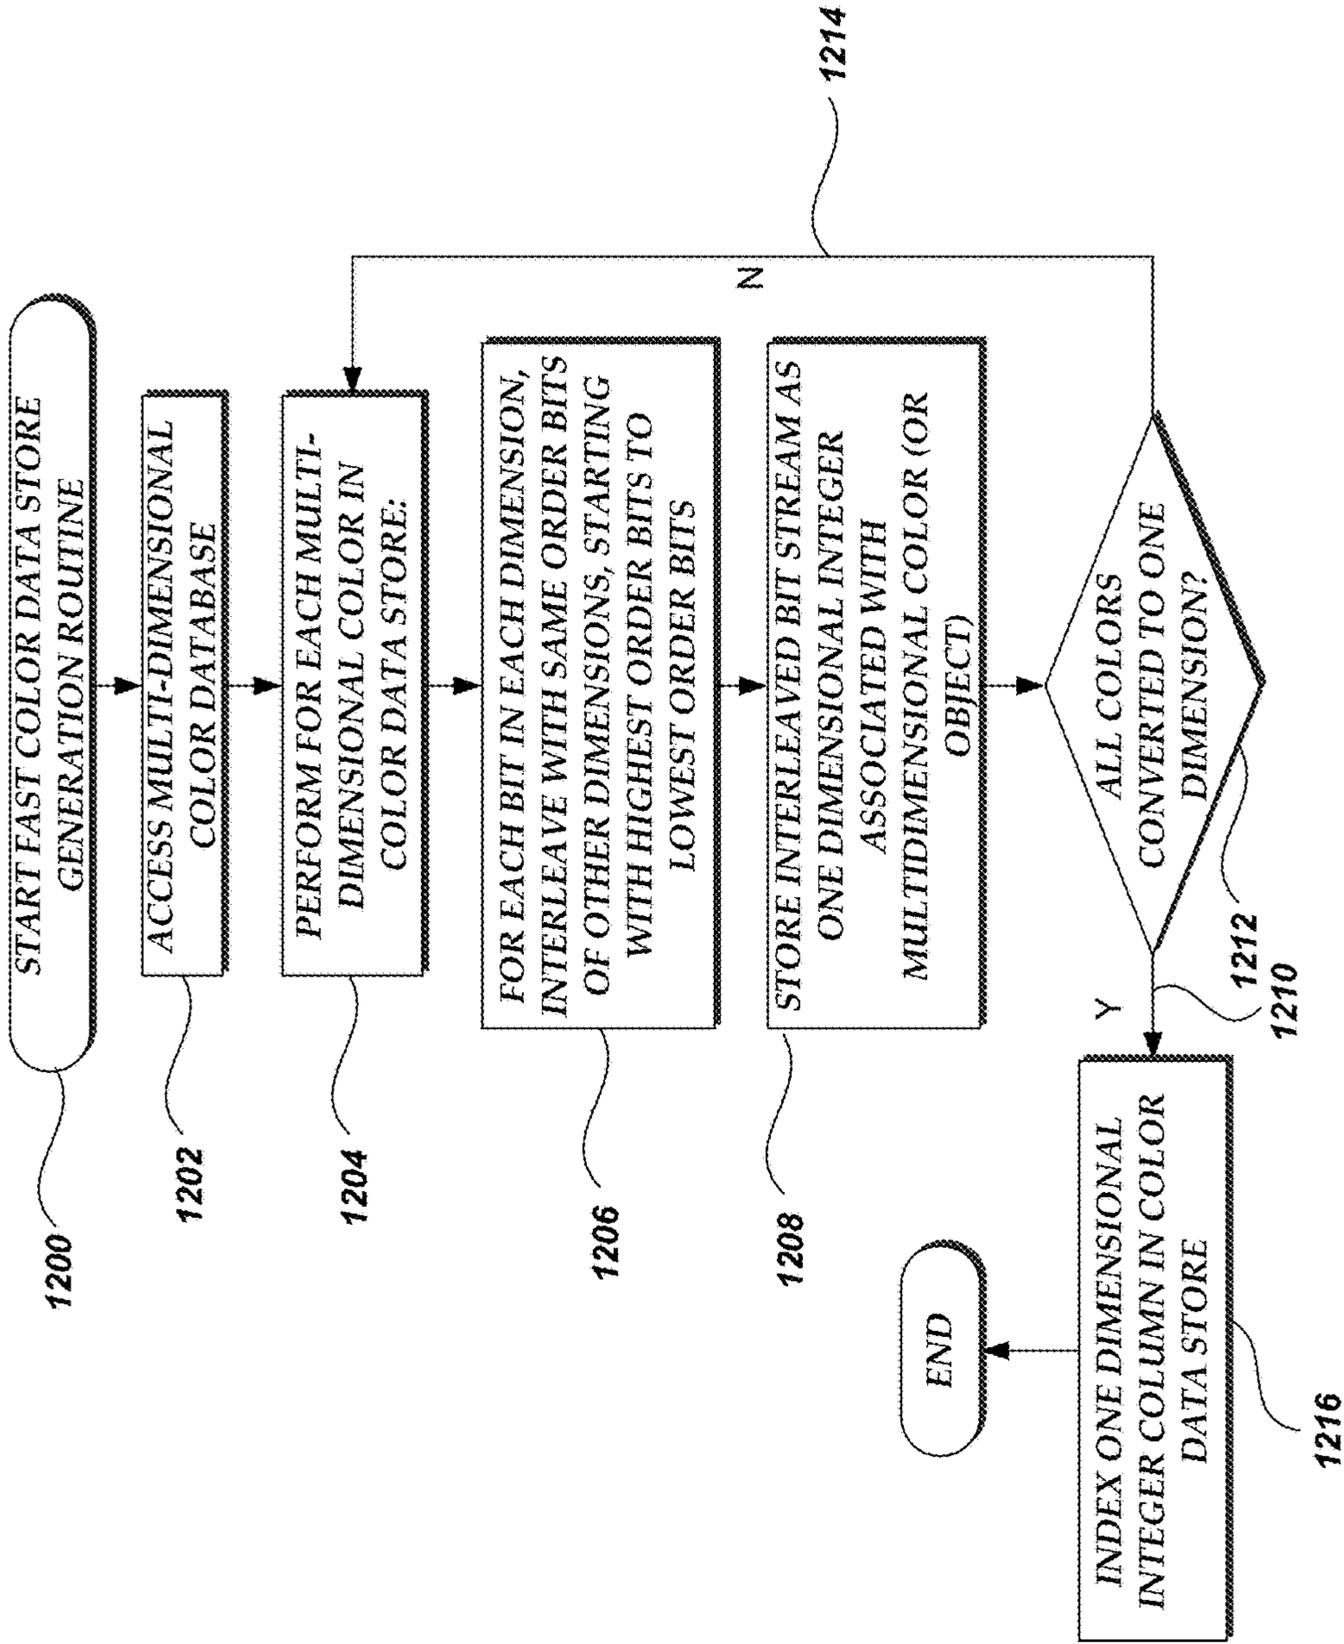 START FAST COLOR DATA STORE
GENERATION ROUTINE
1200
ACCESS MULTI-DIMENSIONAL
COLOR DATABASE
1202
PERFORM FOR EACH MULTI-
DIMENSIONAL COLOR IN
COLOR DATA STORE:
1204
FOR EACH BIT IN EACH DIMENSION,
INTERLEAVE WITH SAME ORDER BITS
OF OTHER DIMENSIONS, STARTING
WITH HIGHEST ORDER BITS TO
LOWEST ORDER BITS
1206
STORE INTERLEAVED BIT STREAM AS
ONE DIMENSIONAL INTEGER
ASSOCIATED WITH
MULTIDIMENSIONAL COLOR (OR
OBJECT)
1208
ALL COLORS
CONVERTED TO ONE
DIMENSION?
1212
N
1214
Y
1210
INDEX ONE DIMENSIONAL
INTEGER COLUMN IN COLOR
DATA STORE
1216
END